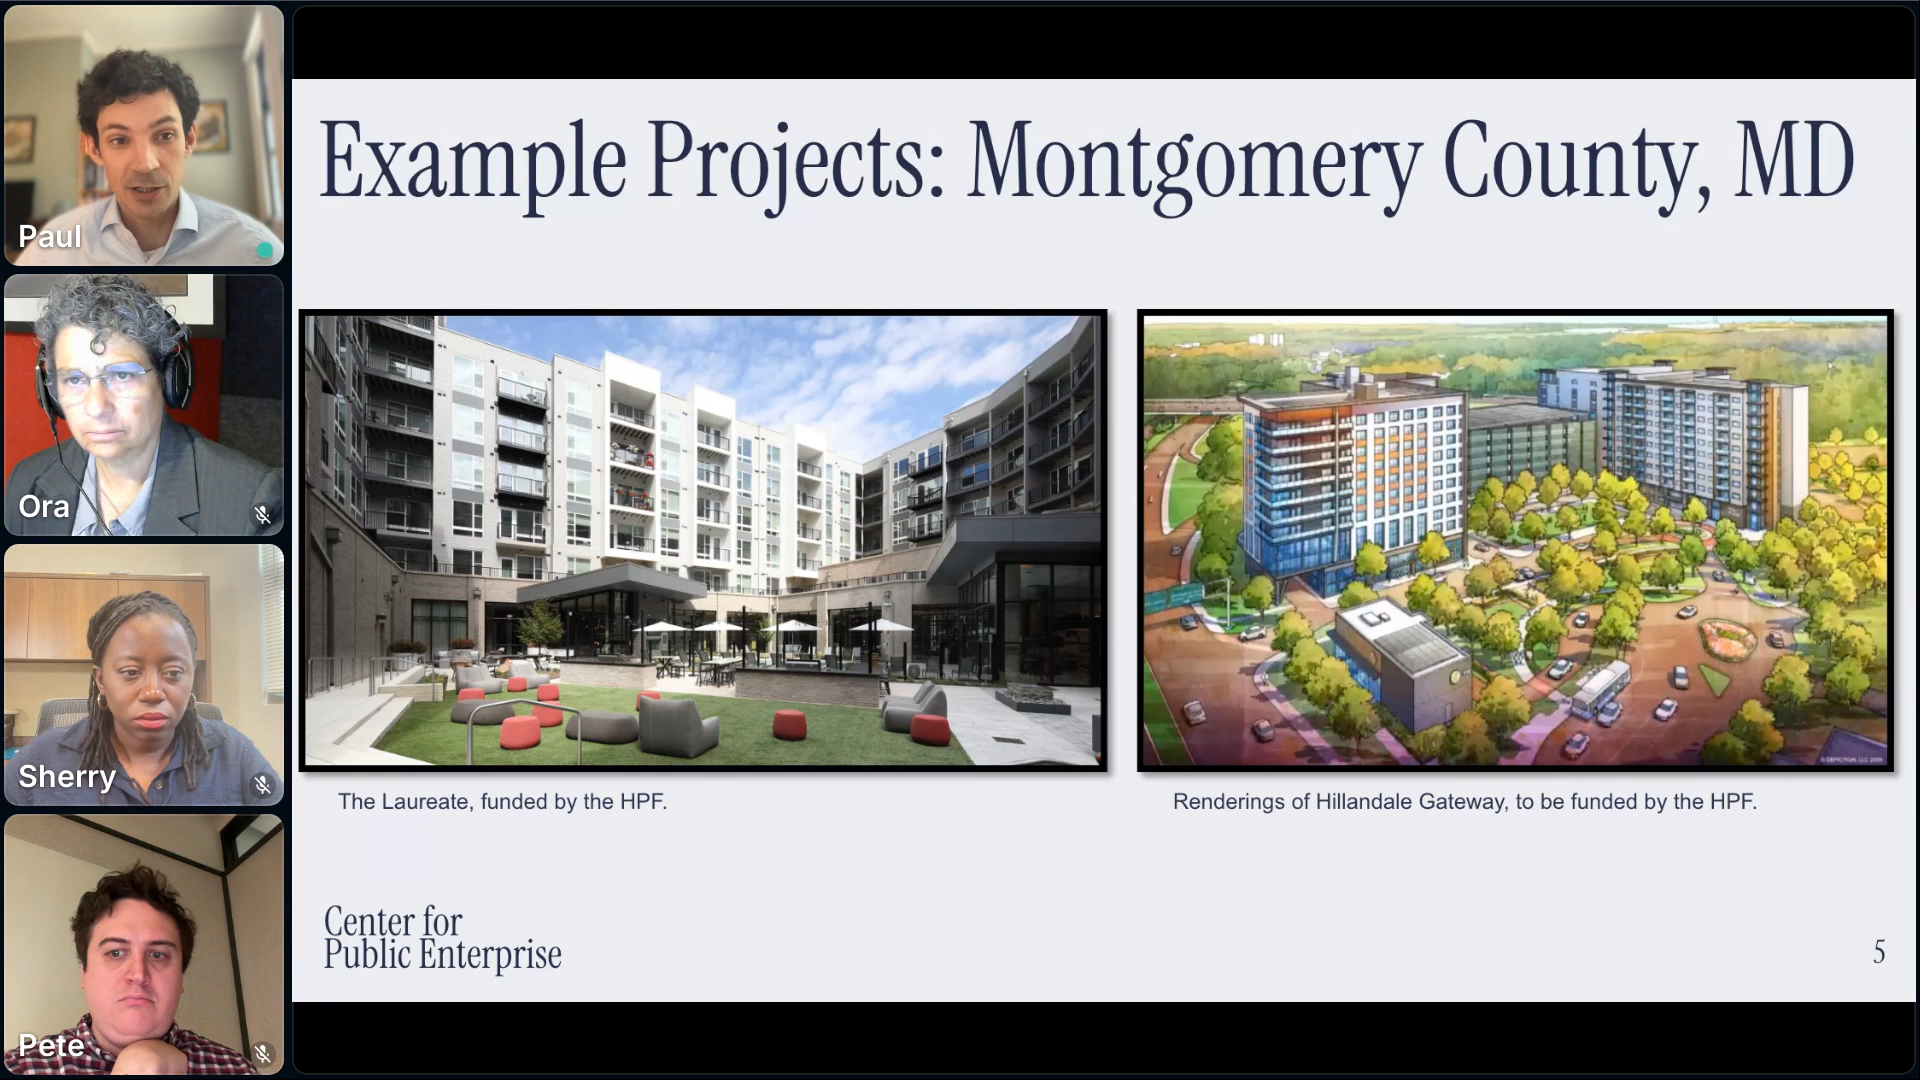 Paul
Ora
Sherry
Pete
Example Projects: Montgomery County, MD
The Laureate, funded by the HPF.
Renderings of Hillandale Gateway, to be funded by the HPF.
Center for
Public Enterprise
5